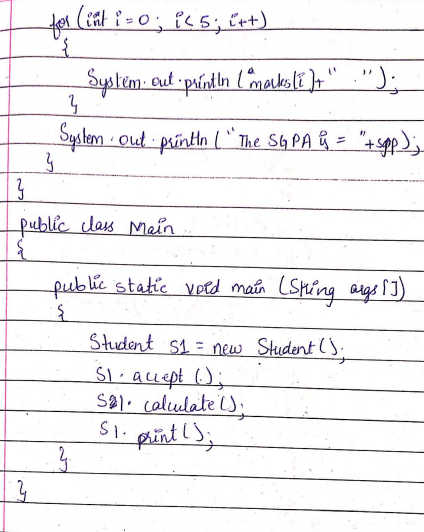 for (int i = 0 ; i < 5 ; i++)
{
System.out.println ("marks[i]+" . ");
}
System.out.println ("The SGPA is = "+spp);
}
}
public class Main
{
public static void main (String args[])
{
Student S1 = new Student();
S1.accept();
S1.calculate();
S1.print();
}
}